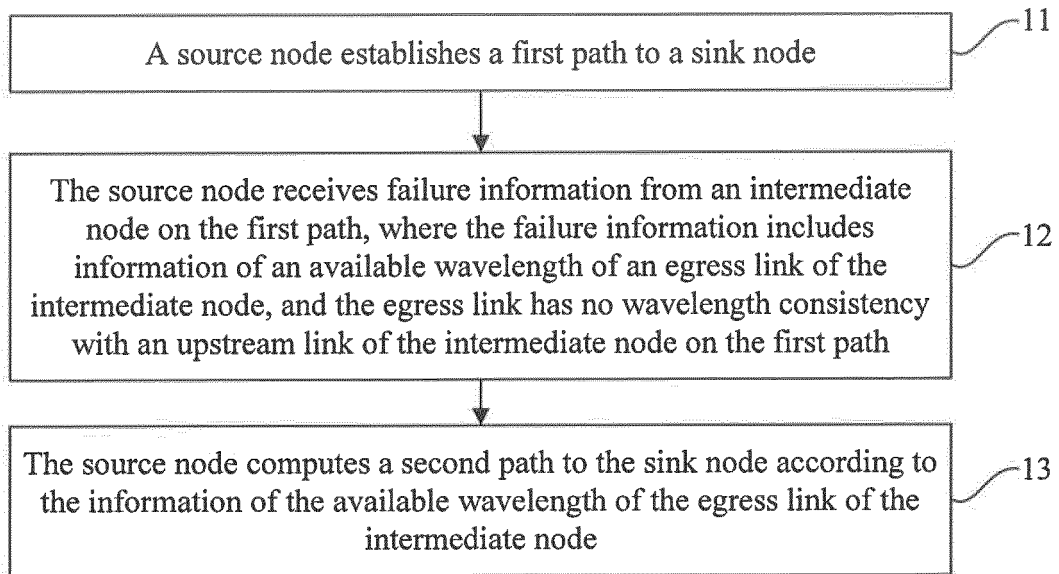 A source node establishes a first path to a sink node
11
The source node receives failure information from an intermediate
node on the first path, where the failure information includes
information of an available wavelength of an egress link of the
intermediate node, and the egress link has no wavelength consistency
with an upstream link of the intermediate node on the first path
12
The source node computes a second path to the sink node according to
the information of the available wavelength of the egress link of the
intermediate node
13